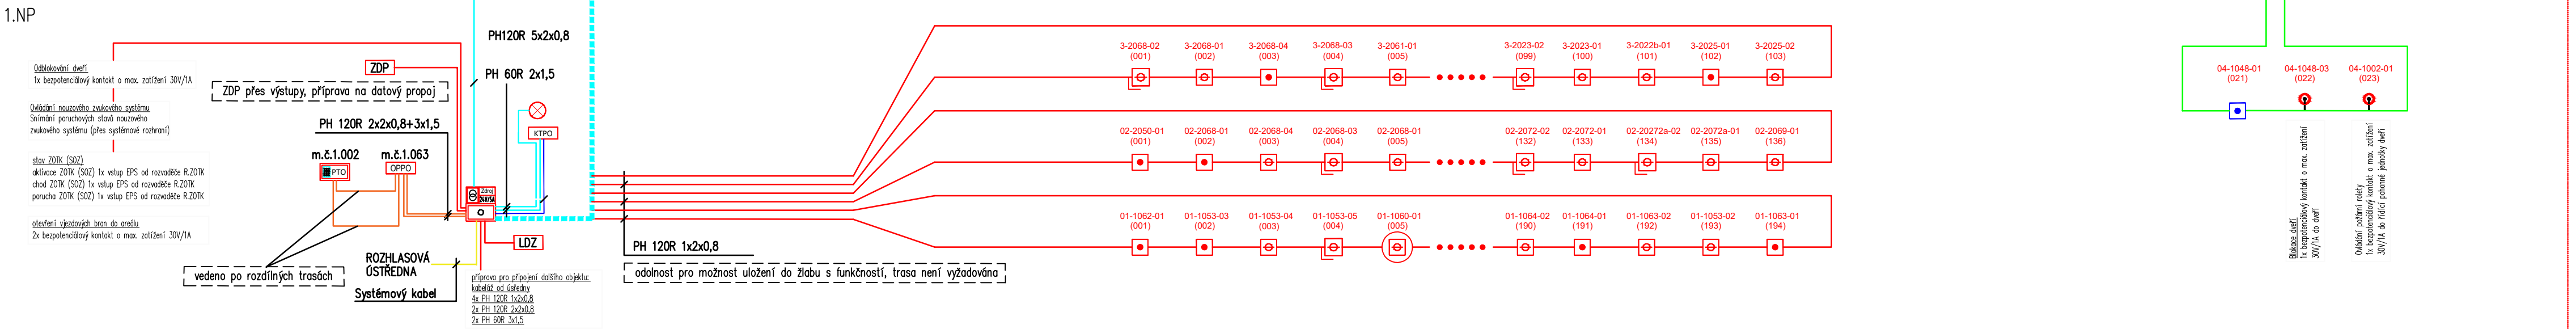 1.NP
Odblokování dveří
1x bezpotenciálový kontakt o max. zatížení 30V/1A
Ovládání nouzového zvukového systému
Snímání poruchových stavů nouzového
zvukového systému (přes systémové rozhraní)
stav ZOTK (SOZ)
aktivace ZOTK (SOZ) 1x vstup EPS od rozvaděče R.ZOTK
chod ZOTK (SOZ) 1x vstup EPS od rozvaděče R.ZOTK
porucha ZOTK (SOZ) 1x vstup EPS od rozvaděče R.ZOTK
otevření vjezdových bran do areálu
2x bezpotenciálový kontakt o max. zatížení 30V/1A
ZDP
ZDP přes výstupy, příprava na datový propoj
PH 120R 2x2x0,8+3x1,5
m.č.1.002
PTO
m.č.1.063
OPPO
vedeno po rozdílných trasách
PH120R 5x2x0,8
PH 60R 2x1,5
KTPO
Zdroj
24V/5A
LDZ
ROZHLASOVÁ
ÚSTŘEDNA
Systémový kabel
příprava pro připojení dalšího objektu:
kabeláž od úsředny
4x PH 120R 1x2x0,8
2x PH 120R 2x2x0,8
2x PH 60R 3x1,5
PH 120R 1x2x0,8
odolnost pro možnost uložení do žlabu s funkčností, trasa není vyžadována
3-2068-02 3-2068-01 3-2068-04 3-2068-03 3-2061-01 3-2023-02 3-2023-01 3-2022b-01 3-2025-01 3-2025-02
(001) (002) (003) (004) (005) (099) (100) (101) (102) (103)
02-2050-01 02-2068-01 02-2068-04 02-2068-03 02-2068-01 02-2072-02 02-2072-01 02-20272a-02 02-2072a-01 02-2069-01
(001) (002) (003) (004) (005) (132) (133) (134) (135) (136)
01-1062-01 01-1053-03 01-1053-04 01-1053-05 01-1060-01 01-1064-02 01-1064-01 01-1063-02 01-1053-02 01-1063-01
(001) (002) (003) (004) (005) (190) (191) (192) (193) (194)
04-1048-01 04-1048-03 04-1002-01
(021) (022) (023)
Blokace dveří
1x bezpotenciálový kontakt o max. zatížení
30V/1A do dveří
Ovládání požární rolety
1x bezpotenciálový kontakt o max. zatížení
30V/1A do řídící pohonné jednotky dveří